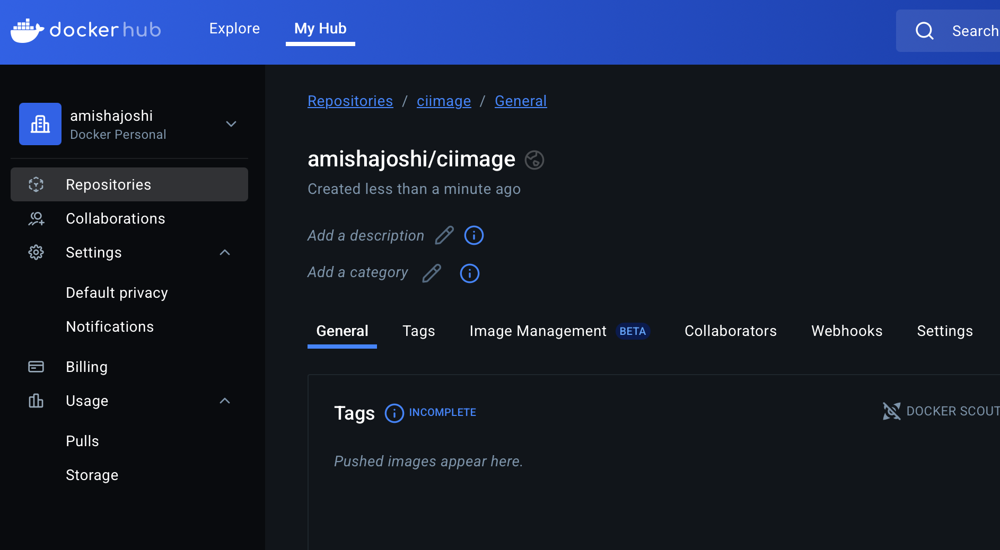 dockerhub
Explore
My Hub
Search
amishajoshi
Docker Personal
Repositories
Collaborations
Settings
Default privacy
Notifications
Billing
Usage
Pulls
Storage
Repositories / ciimage / General
amishajoshi/ciimage
Created less than a minute ago
Add a description
Add a category
General
Tags
Image Management BETA
Collaborators
Webhooks
Settings
Tags INCOMPLETE
DOCKER SCOUT
Pushed images appear here.